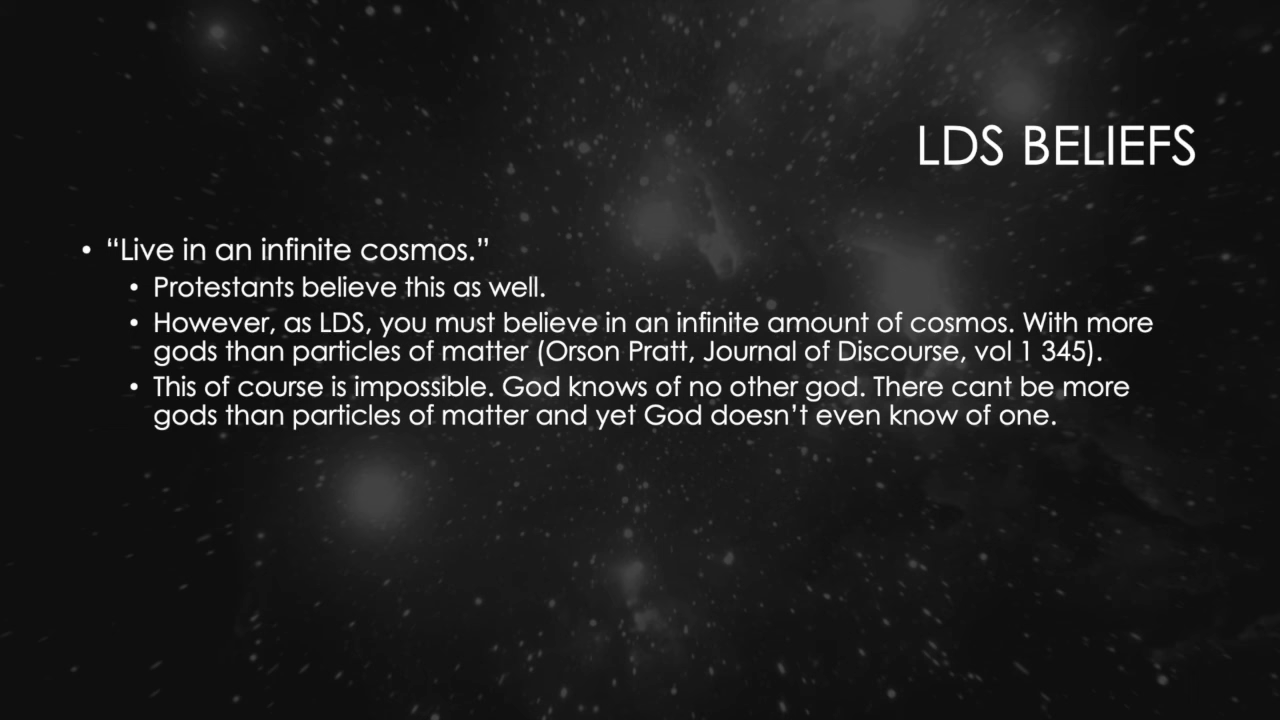 LDS BELIEFS
• “Live in an infinite cosmos.”
• Protestants believe this as well.
• However, as LDS, you must believe in an infinite amount of cosmos. With more
gods than particles of matter (Orson Pratt, Journal of Discourse, vol 1 345).
• This of course is impossible. God knows of no other god. There cant be more
gods than particles of matter and yet God doesn’t even know of one.